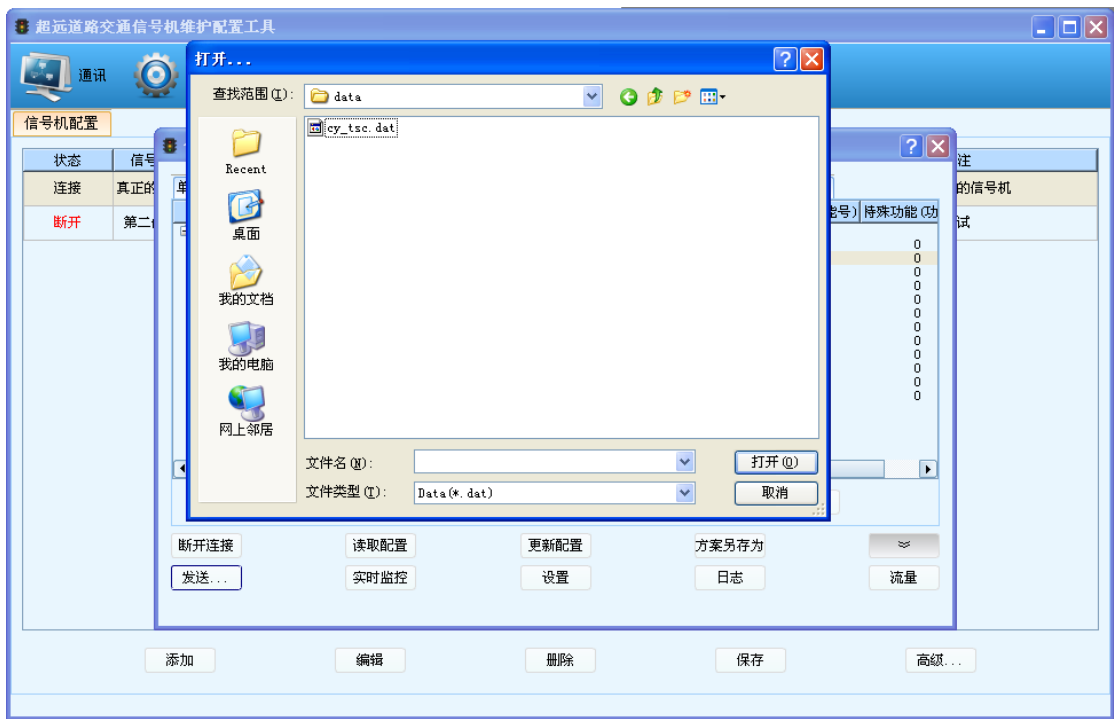 超远道路交通信号机维护配置工具
通讯
打开...
查找范围(I): data
信号机配置
cy_tsc.dat
状态 信号 注
Recent
连接 真正的 单 的信号机
断开 第二 能号) 特殊功能(功 试
桌面
0
0
0
0
我的文档
0
0
0
0
我的电脑
0
0
0
0
网上邻居
文件名(N): 打开(O)
文件类型(T): Data(*.dat) 取消
断开连接 读取配置 更新配置 方案另存为
发送... 实时监控 设置 日志 流量
添加 编辑 删除 保存 高级...